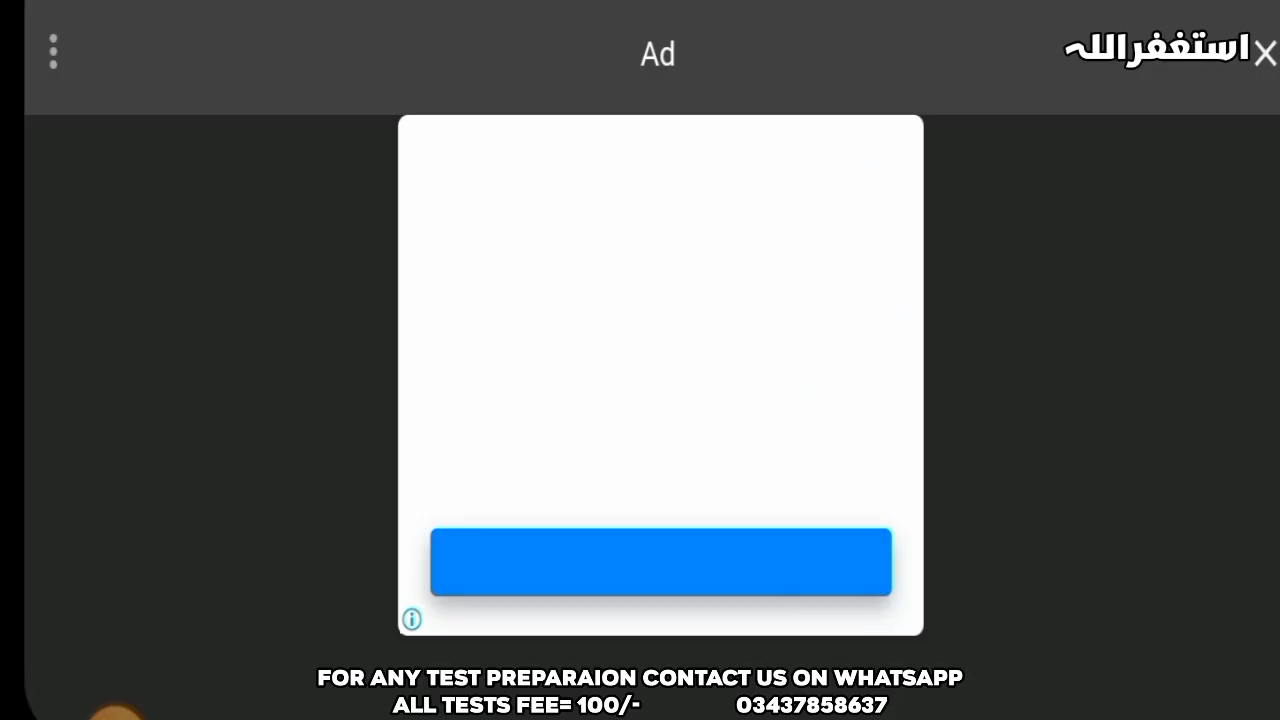 Ad
استغفراللہ
FOR ANY TEST PREPARAION CONTACT US ON WHATSAPP
ALL TESTS FEE= 100/- 03437858637